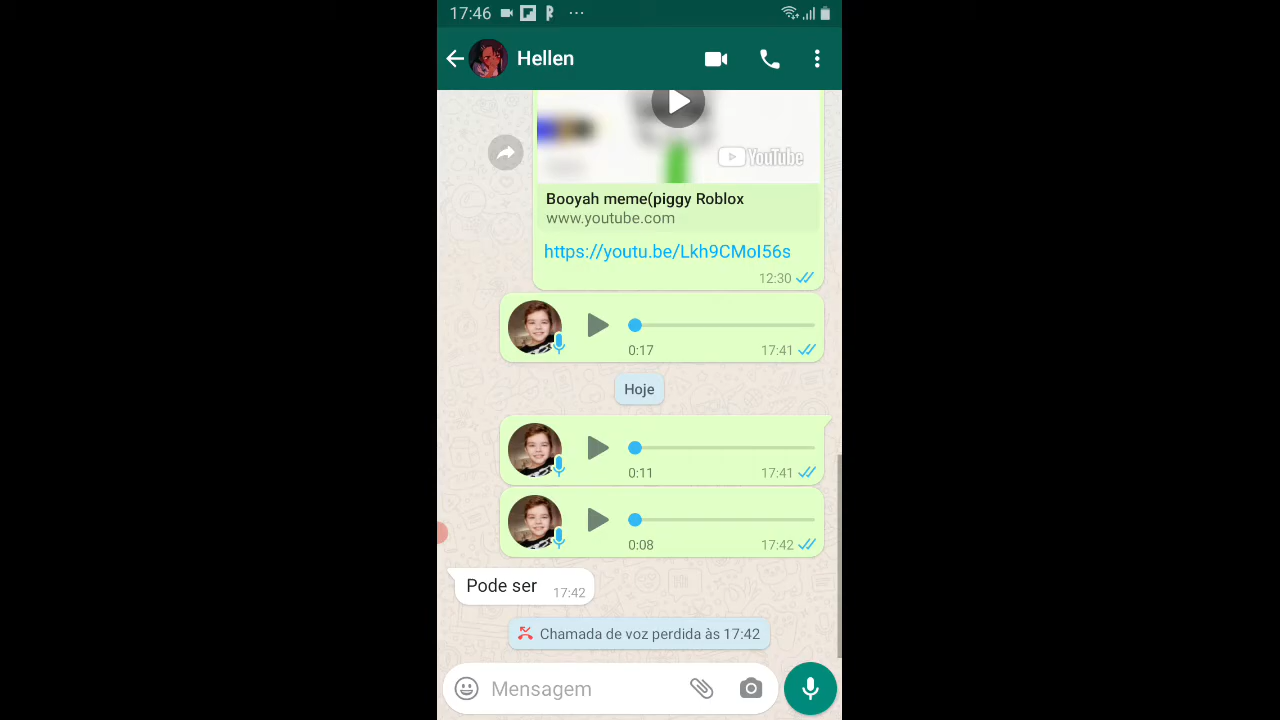 17:46
Hellen
YouTube
Booyah meme(piggy Roblox
www.youtube.com
https://youtu.be/Lkh9CMoI56s
12:30
0:17 17:41
Hoje
0:11 17:41
0:08 17:42
Pode ser 17:42
Chamada de voz perdida às 17:42
Mensagem